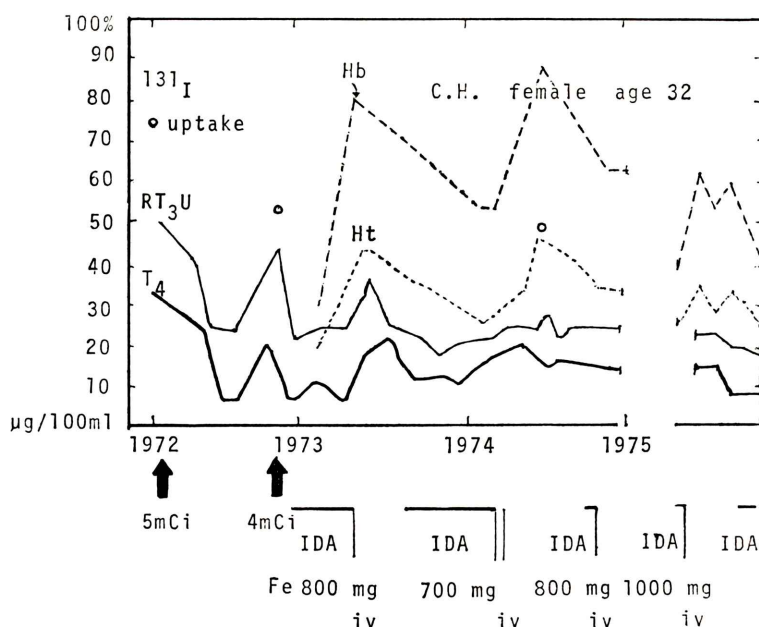 100%
90
80
70
60
50
40
30
20
10
µg/100ml
131I
uptake
Hb
C.H. female age 32
RT3U
T4
Ht
1972 1973 1974 1975
5mCi 4mCi
IDA IDA IDA IDA IDA
Fe 800 mg 700 mg 800 mg 1000 mg
iv iv iv iv